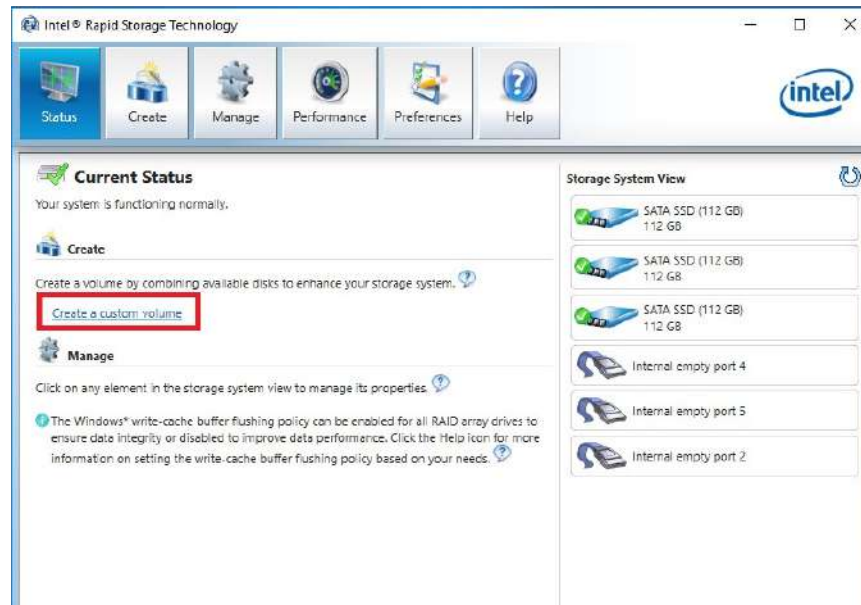 Intel® Rapid Storage Technology
Status
Create
Manage
Performance
Preferences
Help
intel
Current Status
Your system is functioning normally.
Create
Create a volume by combining available disks to enhance your storage system.
Create a custom volume
Manage
Click on any element in the storage system view to manage its properties.
The Windows* write-cache buffer flushing policy can be enabled for all RAID array drives to
ensure data integrity or disabled to improve data performance. Click the Help icon for more
information on setting the write-cache buffer flushing policy based on your needs.
Storage System View
SATA SSD (112 GB)
112 GB
SATA SSD (112 GB)
112 GB
SATA SSD (112 GB)
112 GB
Internal empty port 4
Internal empty port 5
Internal empty port 2